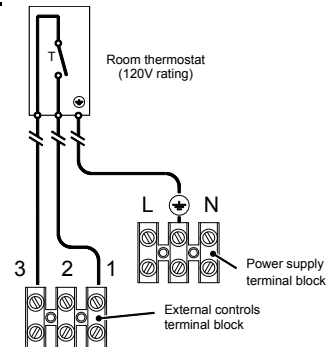 T
Room thermostat
(120V rating)
L N
3 2 1
Power supply
terminal block
External controls
terminal block